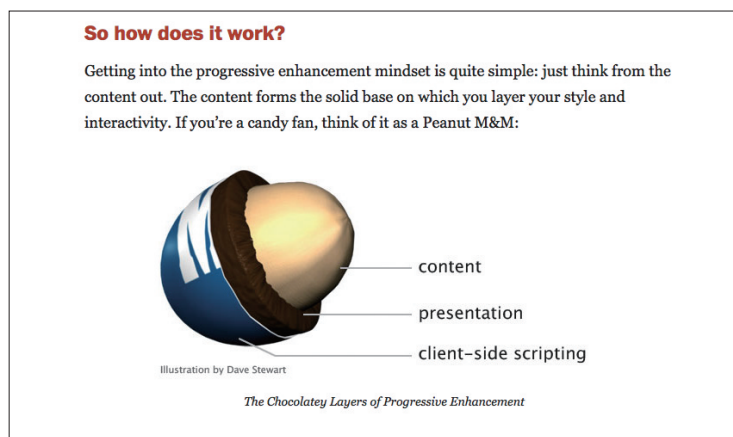 So how does it work?
Getting into the progressive enhancement mindset is quite simple: just think from the
content out. The content forms the solid base on which you layer your style and
interactivity. If you’re a candy fan, think of it as a Peanut M&M:
M
content
presentation
client-side scripting
Illustration by Dave Stewart
The Chocolatey Layers of Progressive Enhancement